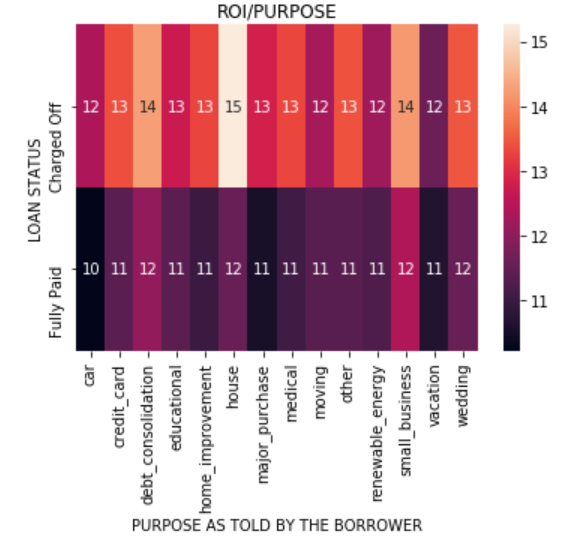 ROI/PURPOSE
LOAN STATUS
Charged Off
12 13 14 13 13 15 13 13 12 13 12 14 12 13
Fully Paid
10 11 12 11 11 12 11 11 11 11 11 12 11 12
car
credit_card
debt_consolidation
educational
home_improvement
house
major_purchase
medical
moving
other
renewable_energy
small_business
vacation
wedding
PURPOSE AS TOLD BY THE BORROWER
15
14
13
12
11